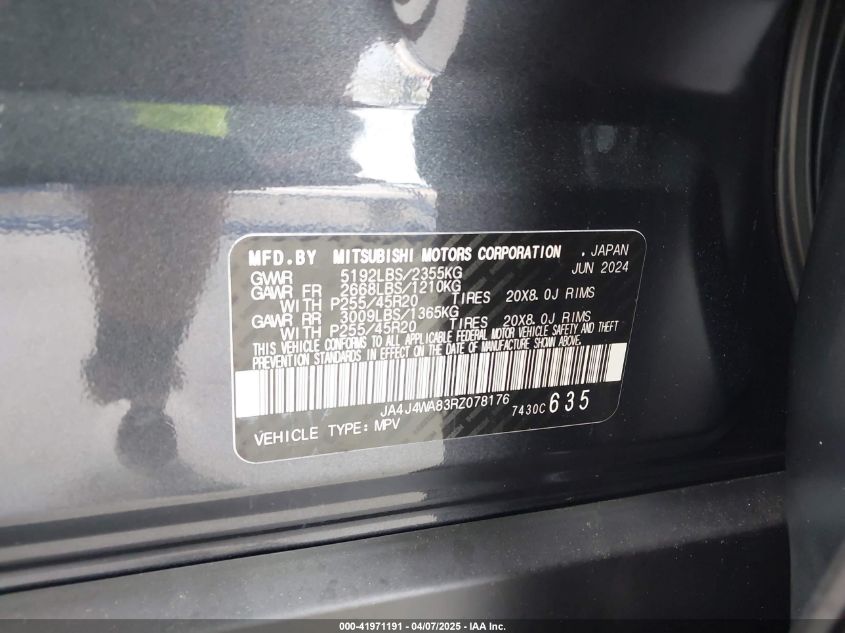 MFD.BY MITSUBISHI MOTORS CORPORATION . JAPAN
GVWR 5192LBS/2355KG JUN 2024
GAWR FR 2668LBS/1210KG
WITH P255/45R20 TIRES 20X8.0J RIMS
GAWR RR 3009LBS/1365KG
WITH P255/45R20 TIRES 20X8.0J RIMS
THIS VEHICLE CONFORMS TO ALL APPLICABLE FEDERAL MOTOR VEHICLE SAFETY AND THEFT
PREVENTION STANDARDS IN EFFECT ON THE DATE OF MANUFACTURE SHOWN ABOVE.
JA4J4WA83RZ078176 7430C 635
VEHICLE TYPE: MPV
000-41971191 - 04/07/2025 - IAA Inc.